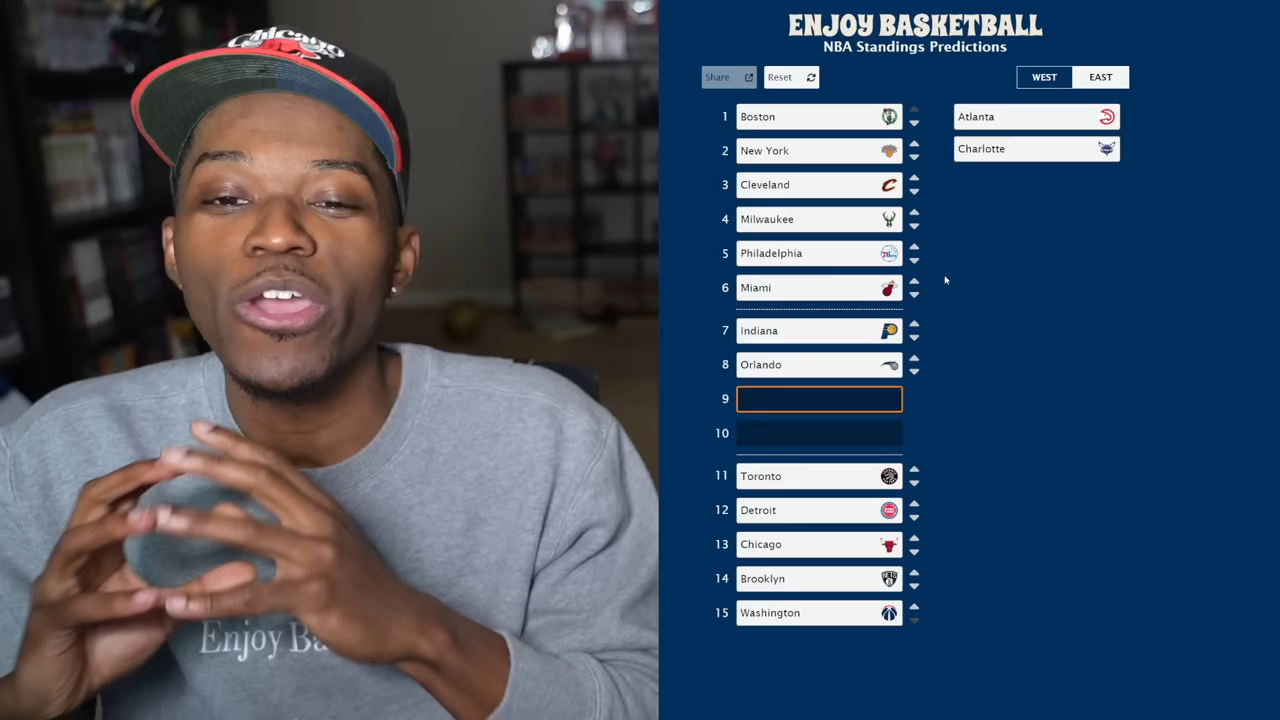 Chicago
Enjoy Ba
ENJOY BASKETBALL
NBA Standings Predictions
Share
Reset
WEST
EAST
1 Boston
2 New York
3 Cleveland
4 Milwaukee
5 Philadelphia
6 Miami
7 Indiana
8 Orlando
9
10
11 Toronto
12 Detroit
13 Chicago
14 Brooklyn
15 Washington
Atlanta
Charlotte